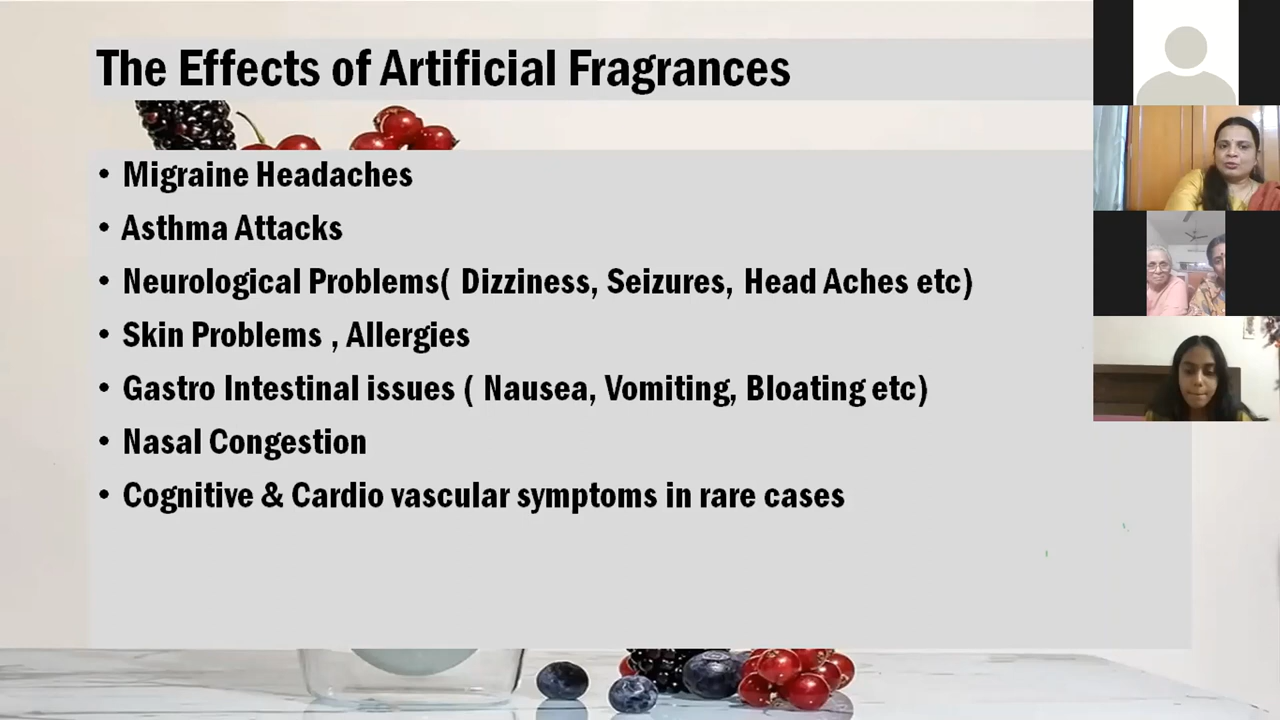 The Effects of Artificial Fragrances
• Migraine Headaches
• Asthma Attacks
• Neurological Problems( Dizziness, Seizures, Head Aches etc)
• Skin Problems , Allergies
• Gastro Intestinal issues ( Nausea, Vomiting, Bloating etc)
• Nasal Congestion
• Cognitive & Cardio vascular symptoms in rare cases